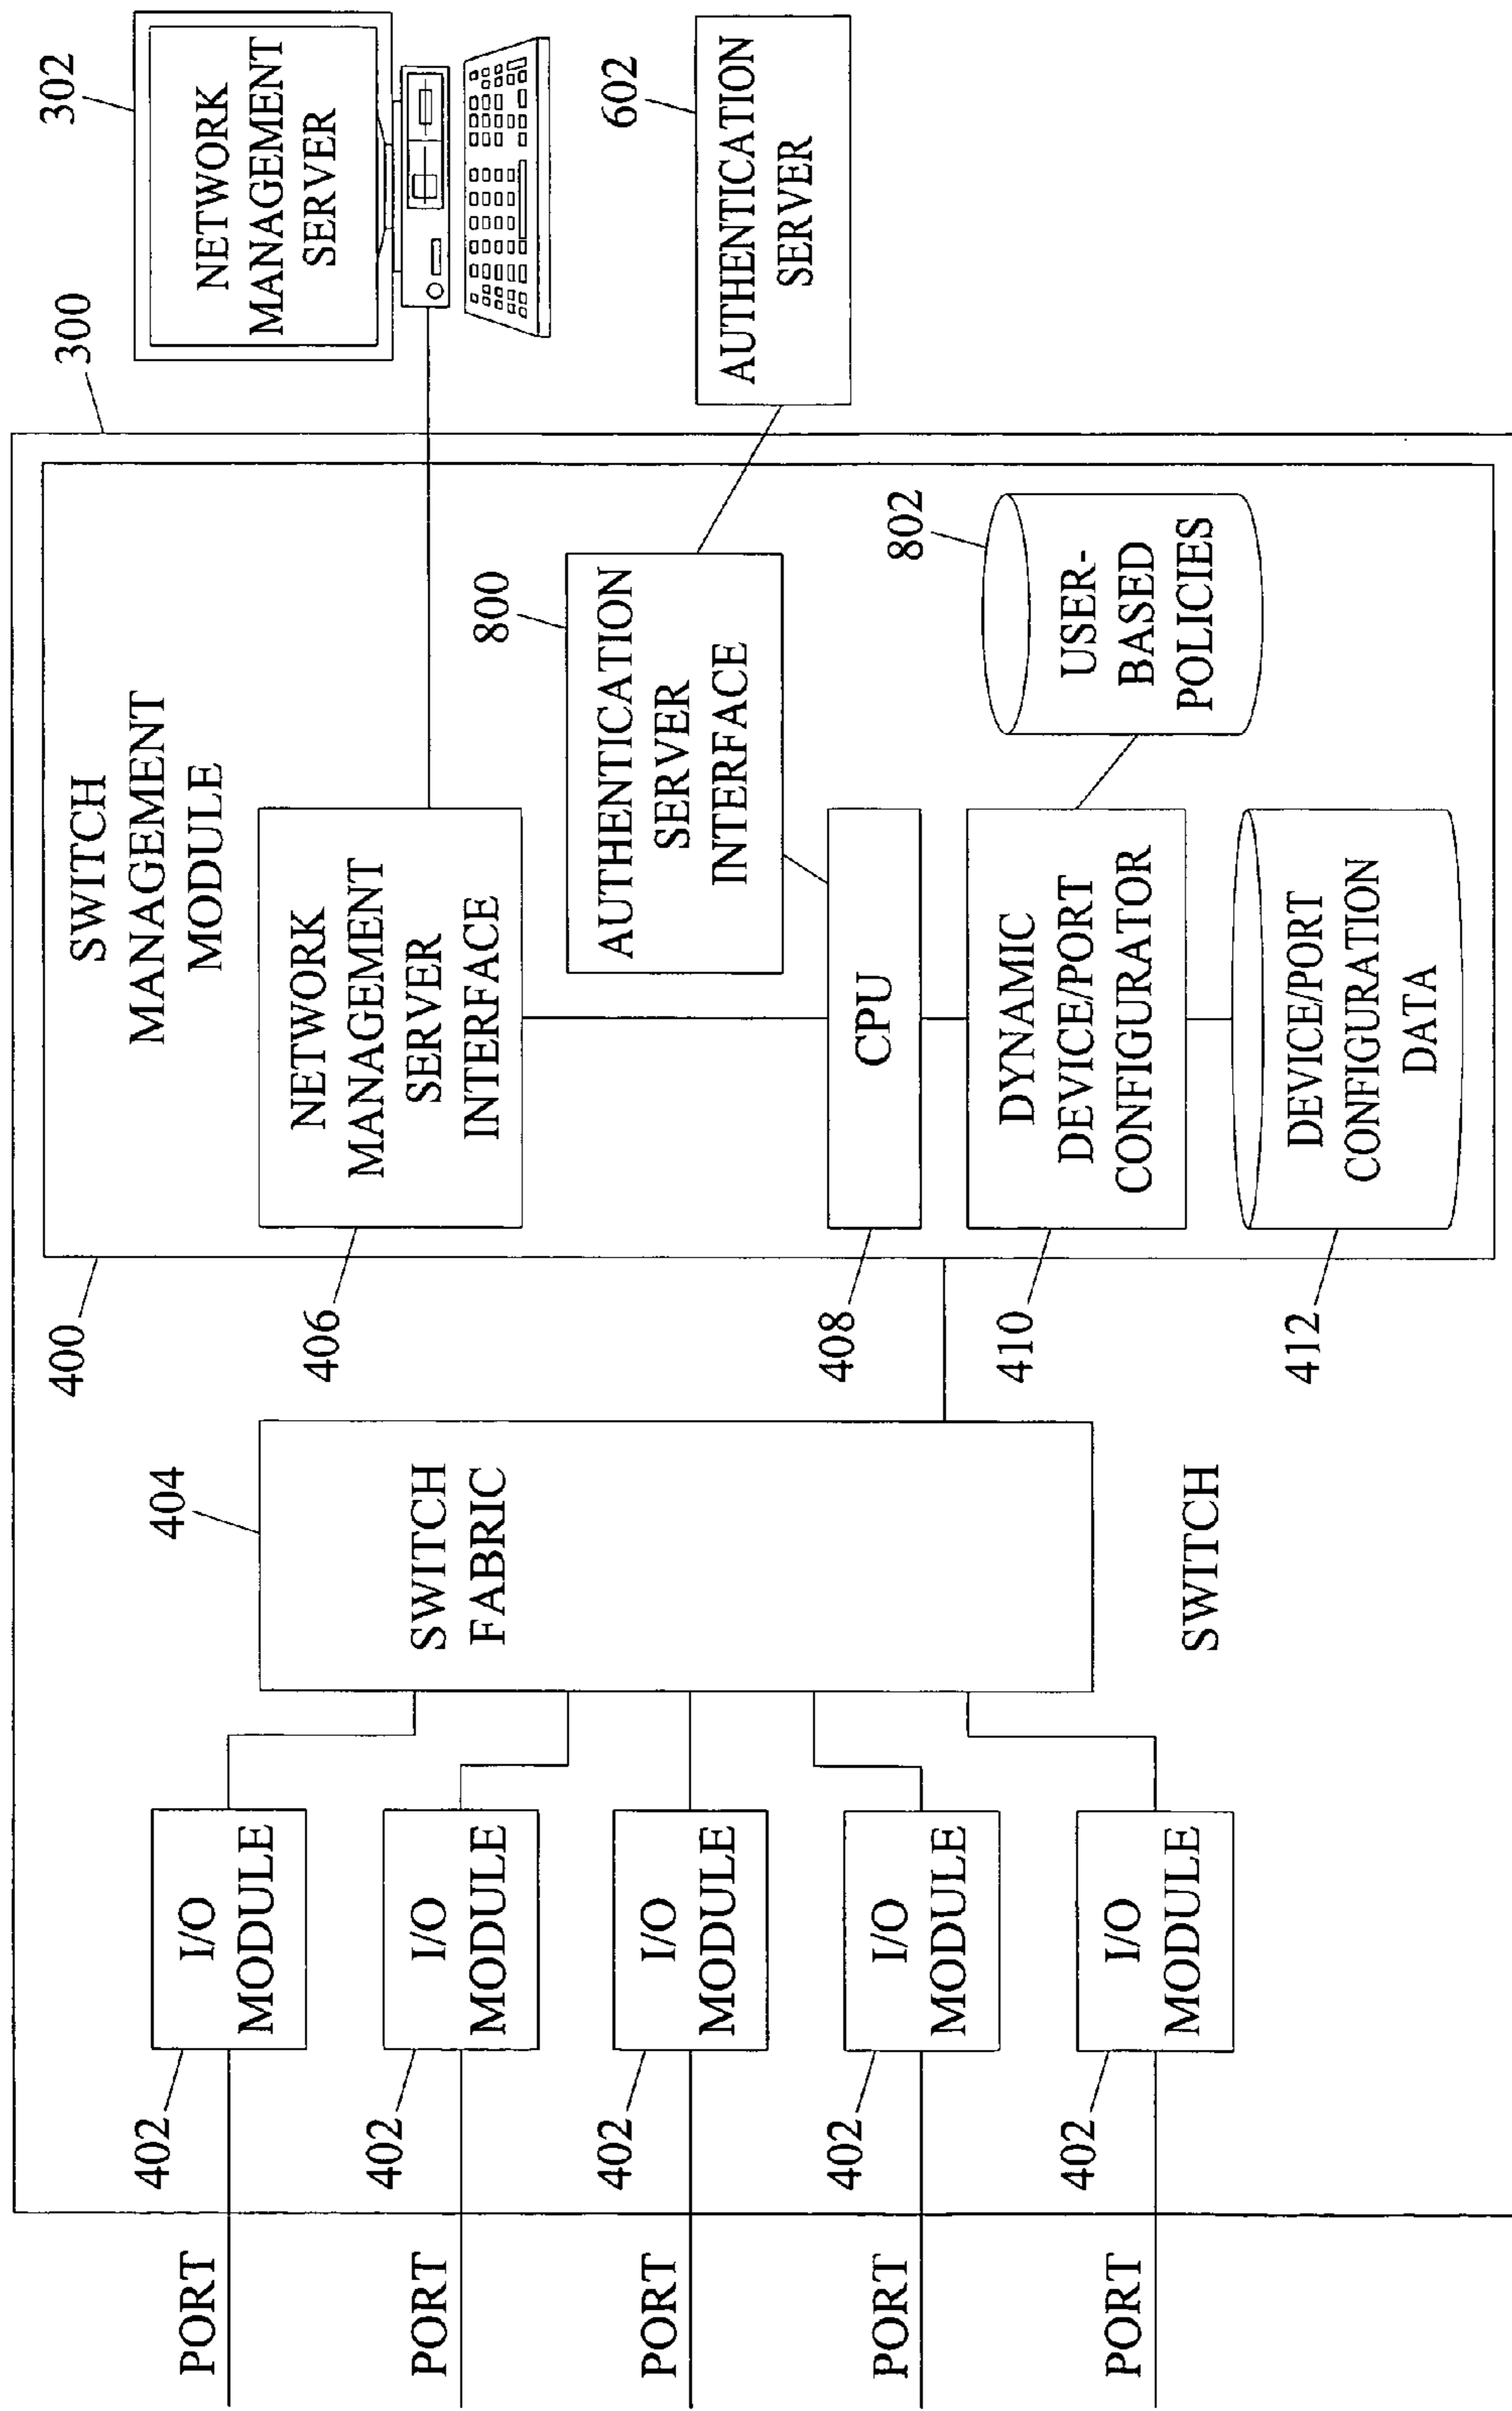 PORT
PORT
PORT
PORT
PORT
402
402
402
402
402
I/O
MODULE
I/O
MODULE
I/O
MODULE
I/O
MODULE
I/O
MODULE
404
SWITCH
FABRIC
SWITCH
400
SWITCH
MANAGEMENT
MODULE
406
NETWORK
MANAGEMENT
SERVER
INTERFACE
800
AUTHENTICATION
SERVER
INTERFACE
408
CPU
410
DYNAMIC
DEVICE/PORT
CONFIGURATOR
802
USER-
BASED
POLICIES
412
DEVICE/PORT
CONFIGURATION
DATA
300
302
NETWORK
MANAGEMENT
SERVER
602
AUTHENTICATION
SERVER